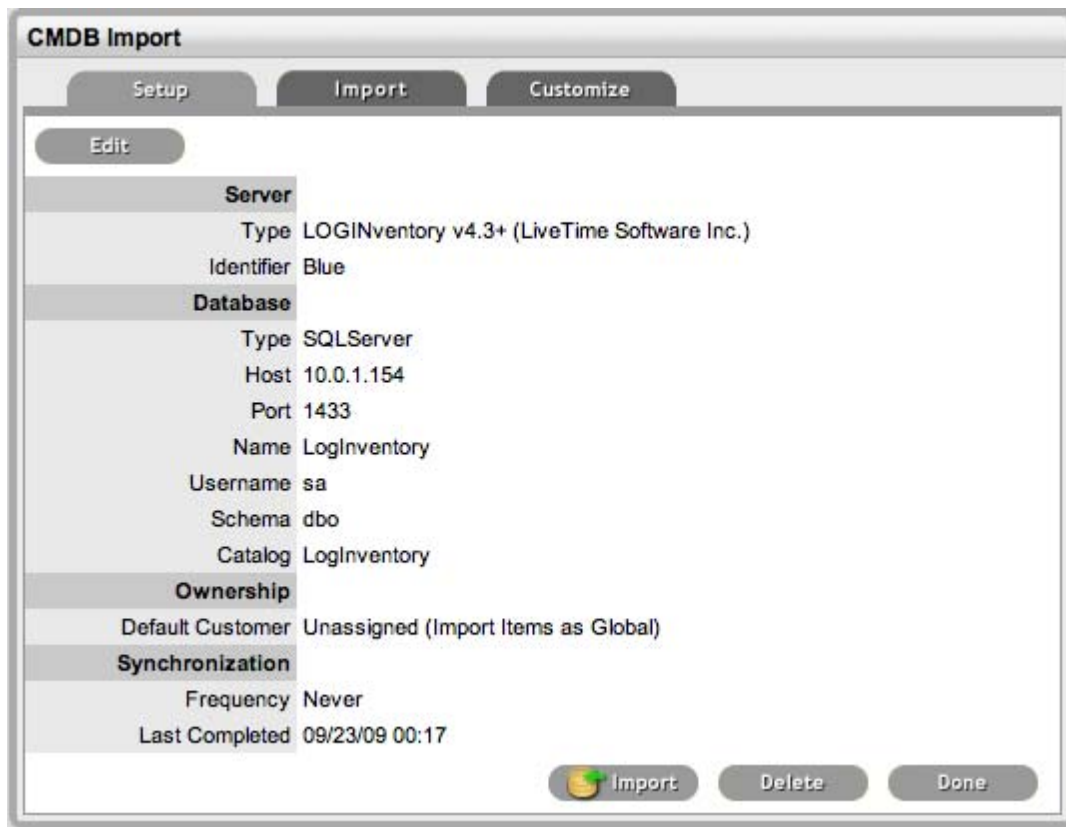 CMDB Import
Setup Import Customize
Edit
Server
Type LOGINventory v4.3+ (LiveTime Software Inc.)
Identifier Blue
Database
Type SQLServer
Host 10.0.1.154
Port 1433
Name LogInventory
Username sa
Schema dbo
Catalog LogInventory
Ownership
Default Customer Unassigned (Import Items as Global)
Synchronization
Frequency Never
Last Completed 09/23/09 00:17
Import Delete Done